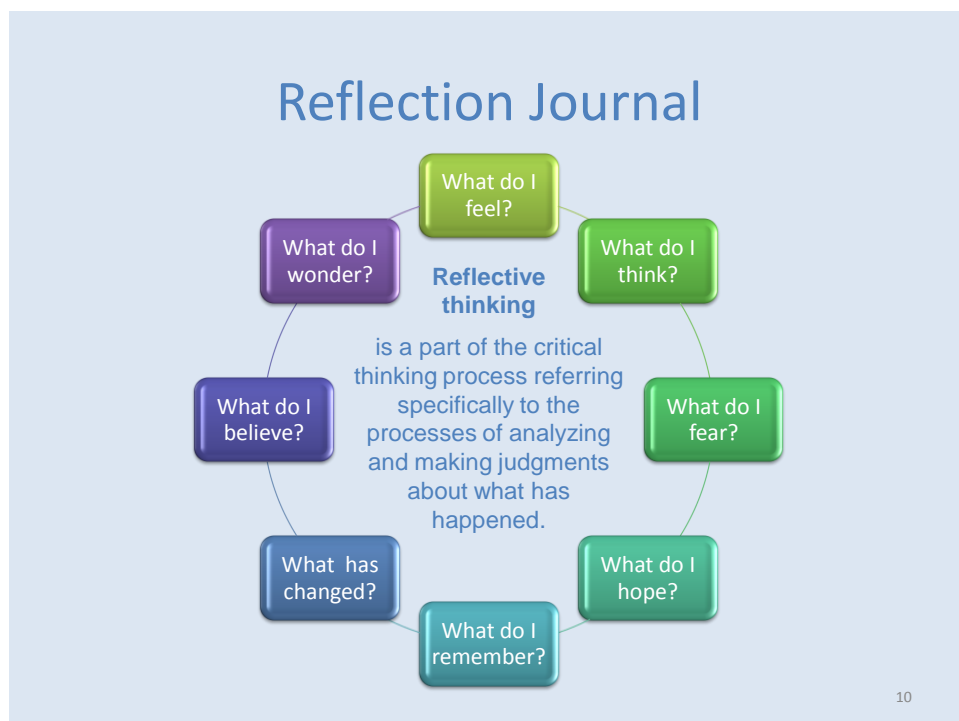 Reflection Journal
What do I
feel?
What do I
think?
What do I
fear?
What do I
hope?
What do I
remember?
What has
changed?
What do I
believe?
What do I
wonder?
Reflective
thinking
is a part of the critical
thinking process referring
specifically to the
processes of analyzing
and making judgments
about what has
happened.
10